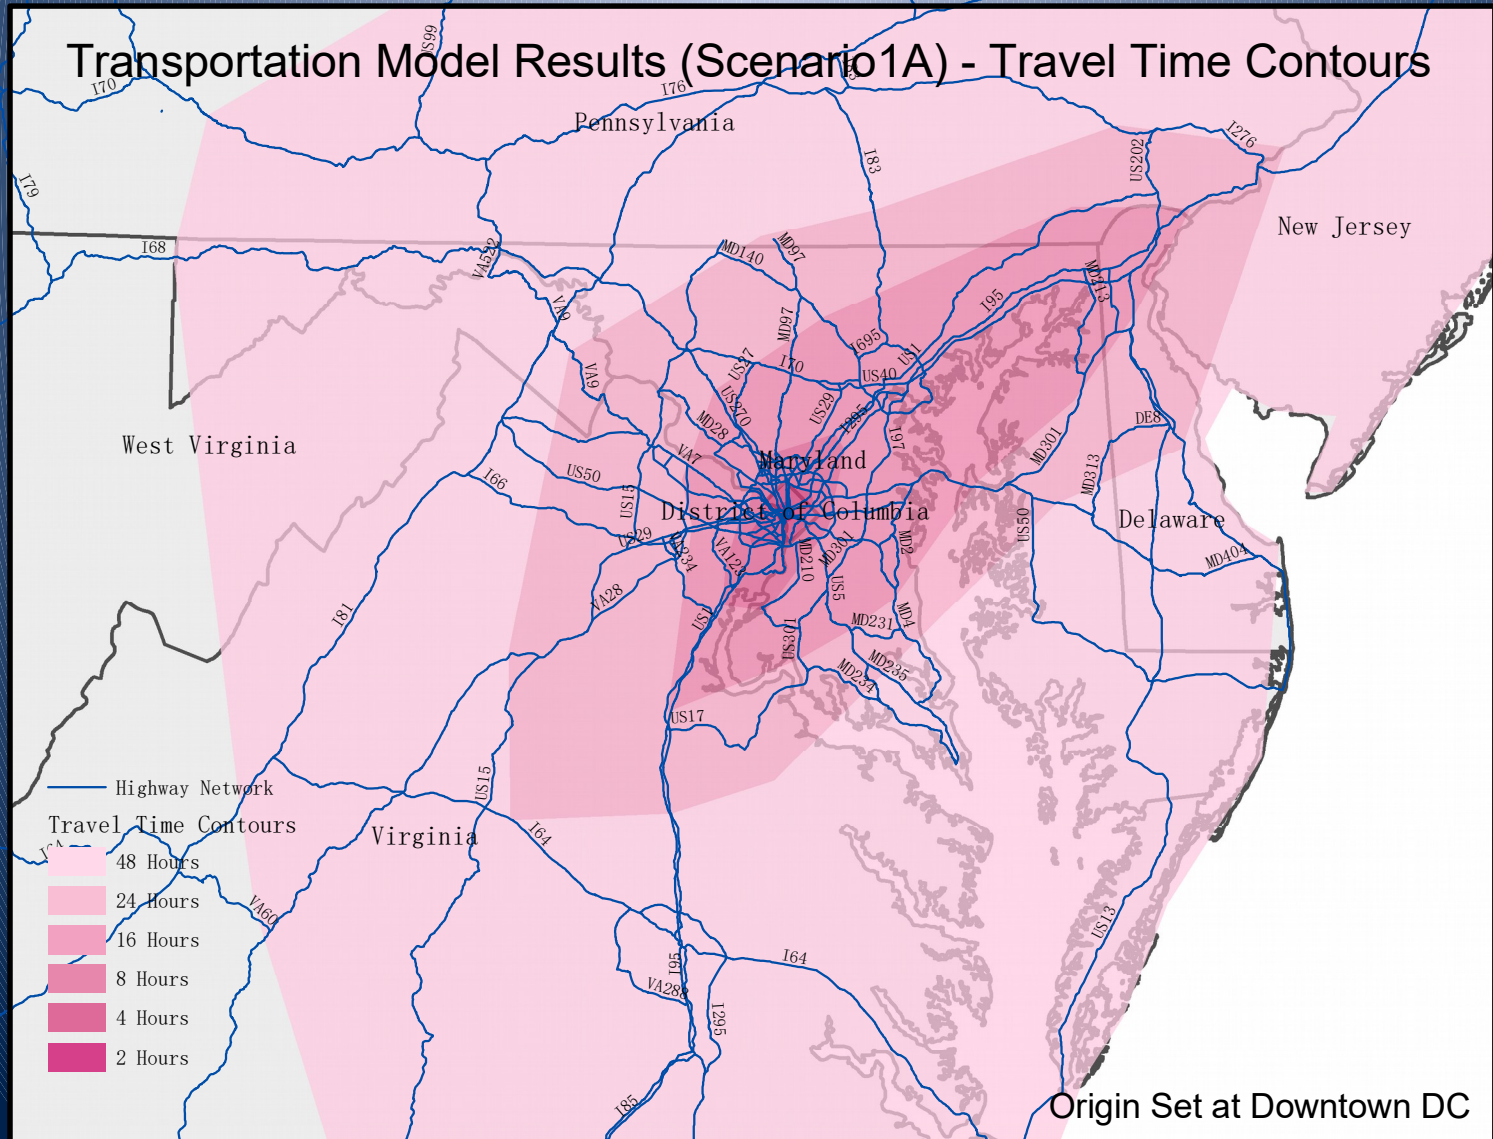 Transportation Model Results (Scenario1A) - Travel Time Contours
US99
I70
I76
I83
Pennsylvania
I83
US202
I276
I79
New Jersey
I68
VA522
MD140
MD97
MD213
VA9
I95
MD97
I695
US1
US27
I70
US40
VA9
US270
US29
I295
DE8
MD28
I97
MD301
West Virginia
VA7
Maryland
I66
US50
MD313
US15
District of Columbia
US50
Delaware
US29
VA234
VA123
MD210
MD301
MD2
MD404
VA28
US5
I81
US1
MD4
MD231
US301
MD235
MD234
US17
US15
Highway Network
Travel Time Contours
Virginia
I64
I64
48 Hours
24 Hours
VA60
16 Hours
US13
I95
I64
8 Hours
VA288
4 Hours
I295
2 Hours
I85
Origin Set at Downtown DC